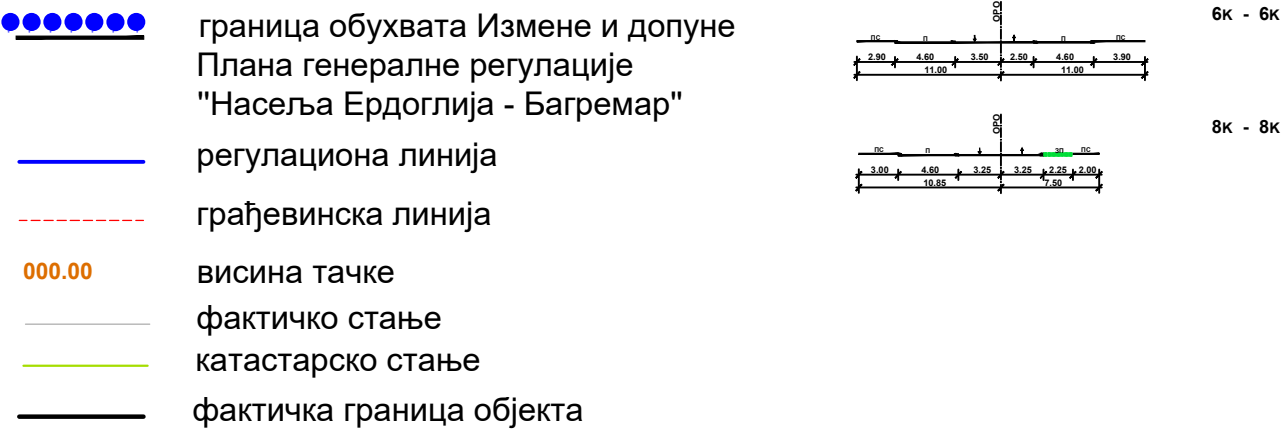 граница обухвата Измене и допуне
Плана генералне регулације
"Насеља Ердоглија - Багремар"
регулациона линија
грађевинска линија
000.00 висина тачке
фактичко стање
катастарско стање
фактичка граница објекта
ОРО
6к - 6к
пс п п пс
2.90 4.60 3.50 2.50 4.60 3.90
11.00 11.00
ОРО
8к - 8к
пс п зп пс
3.00 4.60 3.25 3.25 2.25 2.00
10.85 7.50